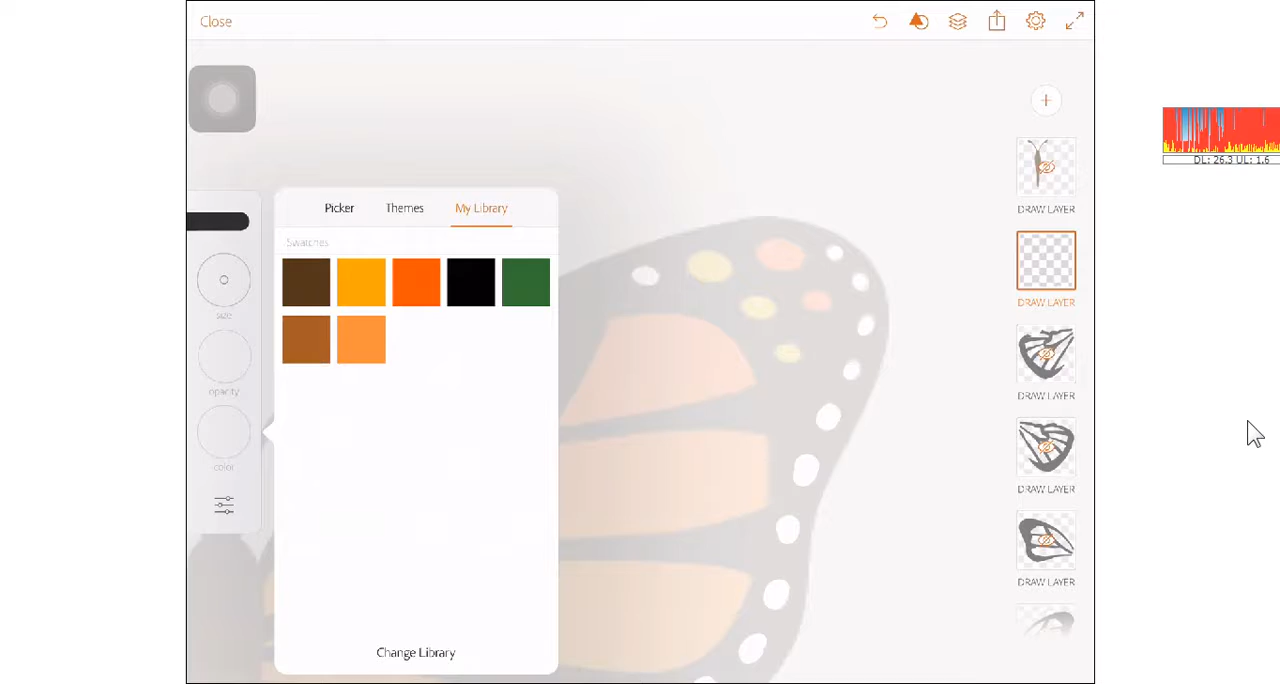 Close
Picker Themes My Library
Swatches
size
opacity
color
Change Library
DRAW LAYER
DRAW LAYER
DRAW LAYER
DRAW LAYER
DRAW LAYER
DL: 26.3 UL: 1.6